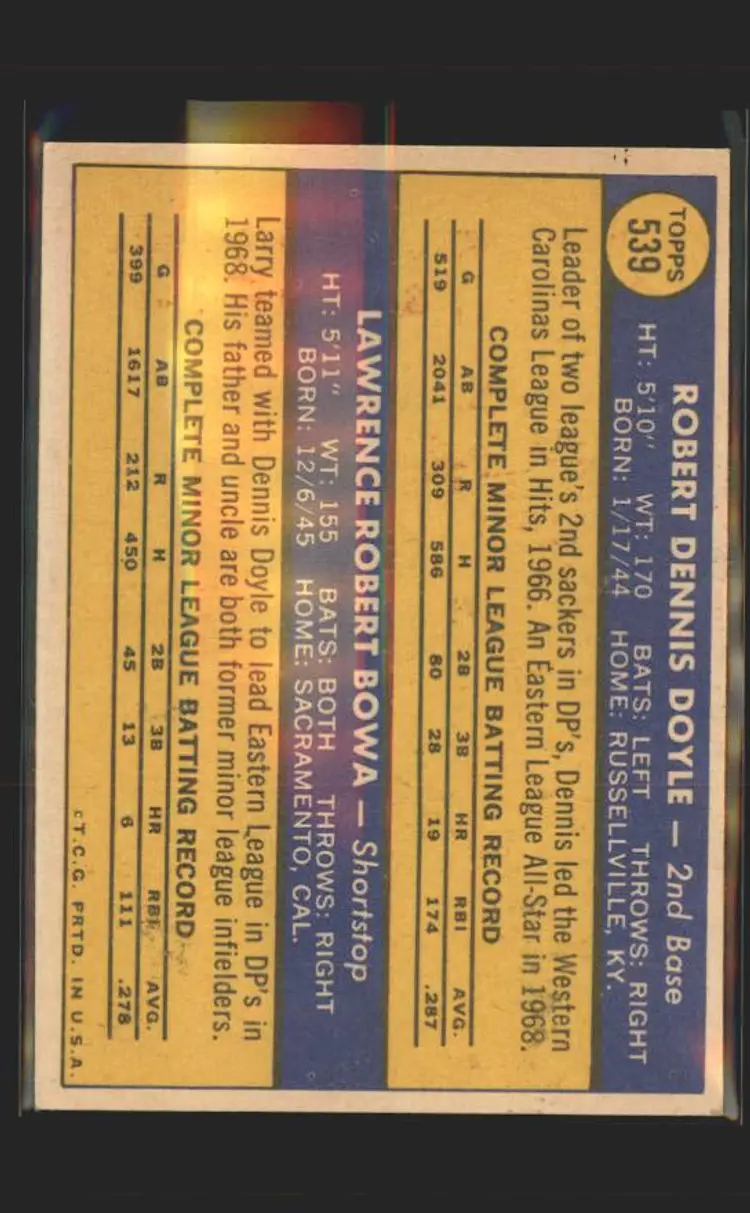 TOPPS
539
ROBERT DENNIS DOYLE — 2nd Base
HT: 5'10" WT: 170 BATS: LEFT THROWS: RIGHT
BORN: 1/17/44 HOME: RUSSELLVILLE, KY.
Leader of two league's 2nd sackers in DP's, Dennis led the Western
Carolinas League in Hits, 1966. An Eastern League All-Star in 1968.
COMPLETE MINOR LEAGUE BATTING RECORD
G AB R H 2B 3B HR RBI AVG.
519 2041 309 586 80 28 19 174 .287
LAWRENCE ROBERT BOWA — Shortstop
HT: 5'11" WT: 155 BATS: BOTH THROWS: RIGHT
BORN: 12/6/45 HOME: SACRAMENTO, CAL.
Larry teamed with Dennis Doyle to lead Eastern League in DP's in
1968. His father and uncle are both former minor league infielders.
COMPLETE MINOR LEAGUE BATTING RECORD
G AB R H 2B 3B HR RBI AVG.
399 1617 212 450 45 13 6 111 .278
©T.C.G. PRTD. IN U.S.A.